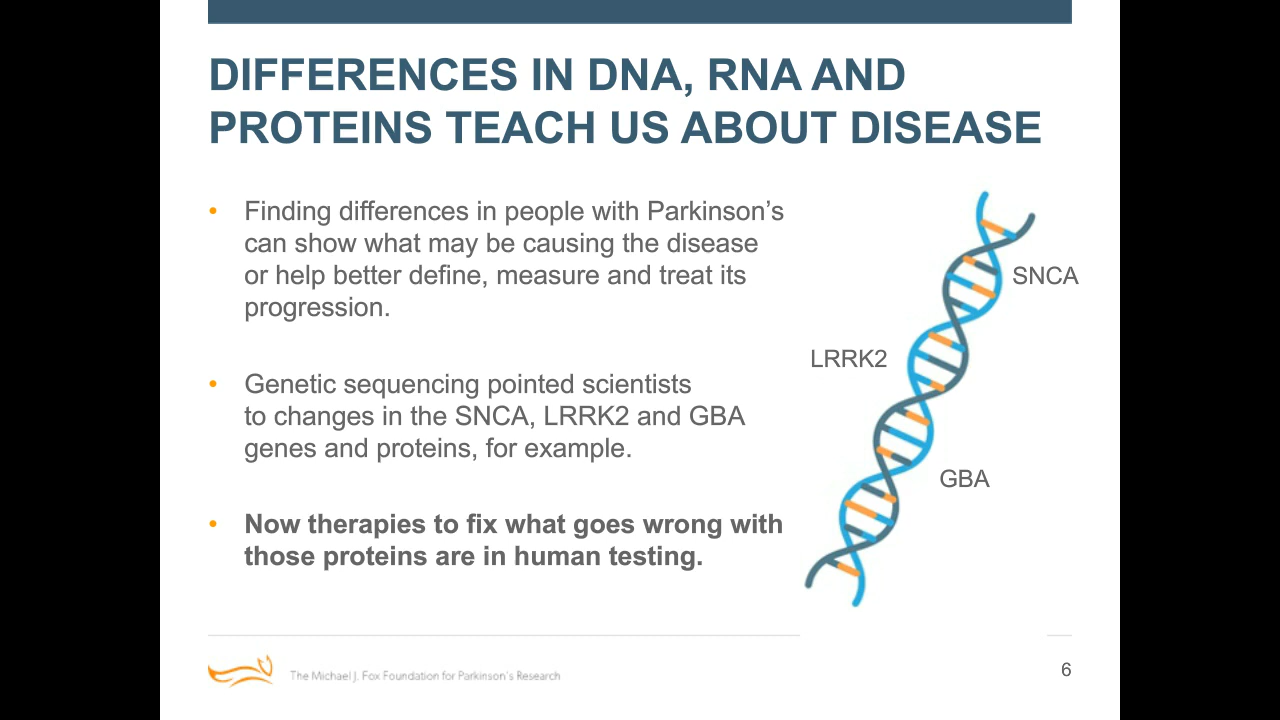 DIFFERENCES IN DNA, RNA AND
PROTEINS TEACH US ABOUT DISEASE
• Finding differences in people with Parkinson’s
can show what may be causing the disease
or help better define, measure and treat its
progression.
• Genetic sequencing pointed scientists
to changes in the SNCA, LRRK2 and GBA
genes and proteins, for example.
• Now therapies to fix what goes wrong with
those proteins are in human testing.
SNCA
LRRK2
GBA
The Michael J. Fox Foundation for Parkinson's Research
6